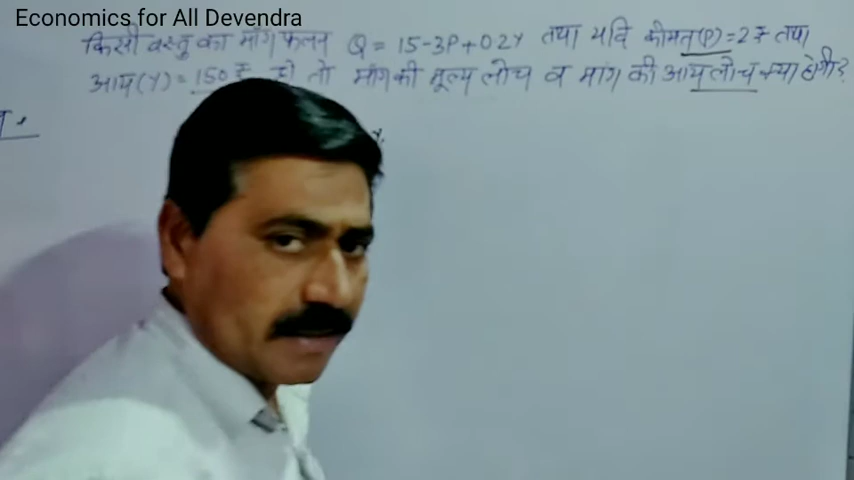 Economics for All Devendra
किसी वस्तु का मांग फलन Q = 15-3P+0.2Y तथा यदि कीमत(P)=2₹ तथा
आय(Y)=150₹ हो तो मांग की मूल्य लोच व मांग की आय लोच क्या होगी?